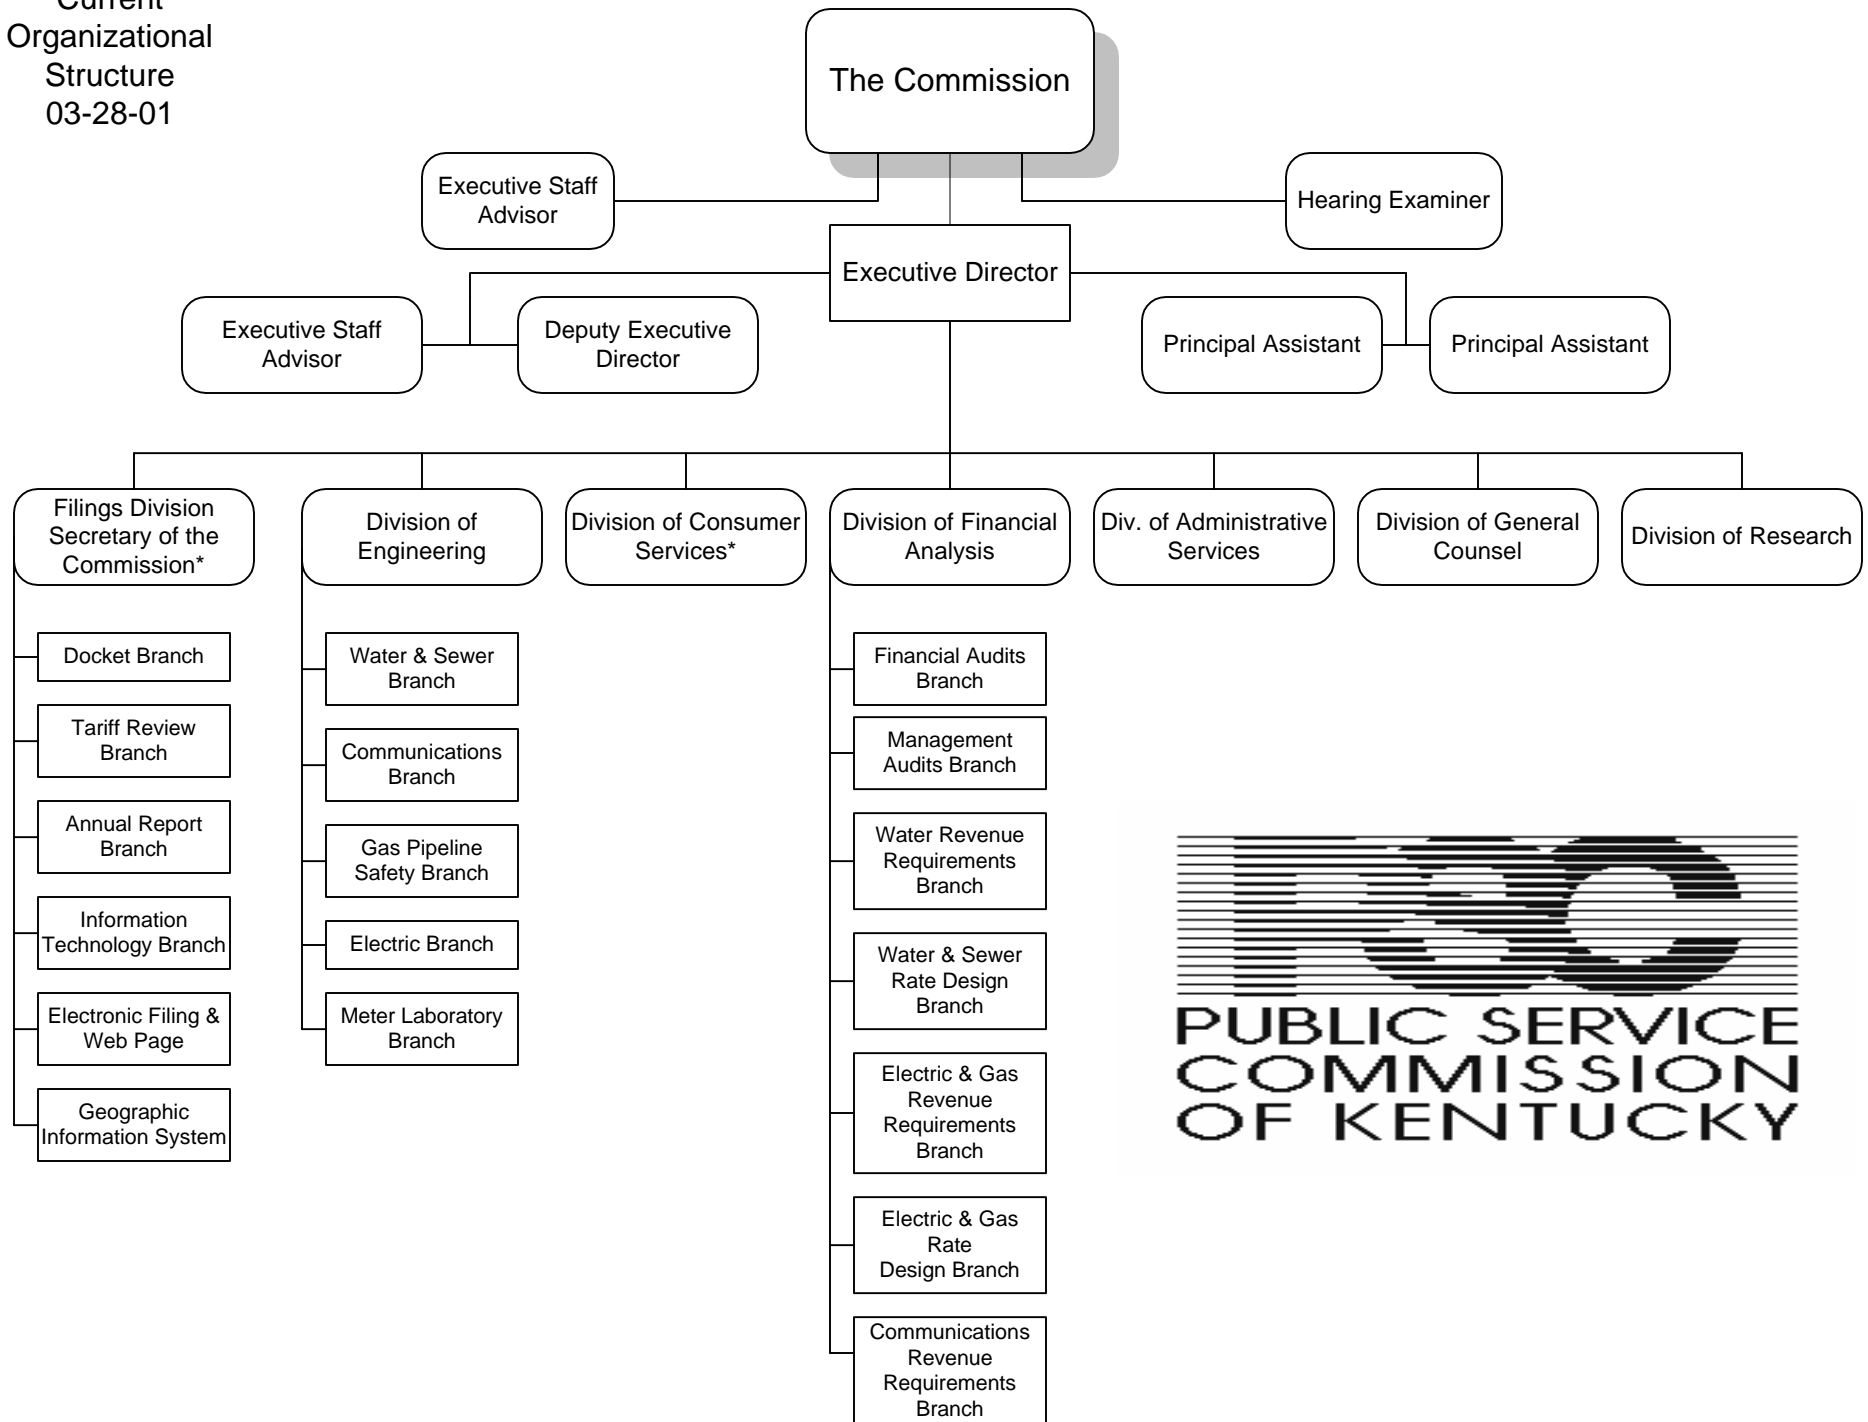 Current
Organizational
Structure
03-28-01
The Commission
Executive Staff
Advisor
Hearing Examiner
Executive Director
Executive Staff
Advisor
Deputy Executive
Director
Principal Assistant
Principal Assistant
Filings Division
Secretary of the
Commission*
Division of
Engineering
Division of Consumer
Services*
Division of Financial
Analysis
Div. of Administrative
Services
Division of General
Counsel
Division of Research
Docket Branch
Tariff Review
Branch
Annual Report
Branch
Information
Technology Branch
Electronic Filing &
Web Page
Geographic
Information System
Water & Sewer
Branch
Communications
Branch
Gas Pipeline
Safety Branch
Electric Branch
Meter Laboratory
Branch
Financial Audits
Branch
Management
Audits Branch
Water Revenue
Requirements
Branch
Water & Sewer
Rate Design
Branch
Electric & Gas
Revenue
Requirements
Branch
Electric & Gas
Rate
Design Branch
Communications
Revenue
Requirements
Branch
PSC
PUBLIC SERVICE
COMMISSION
OF KENTUCKY